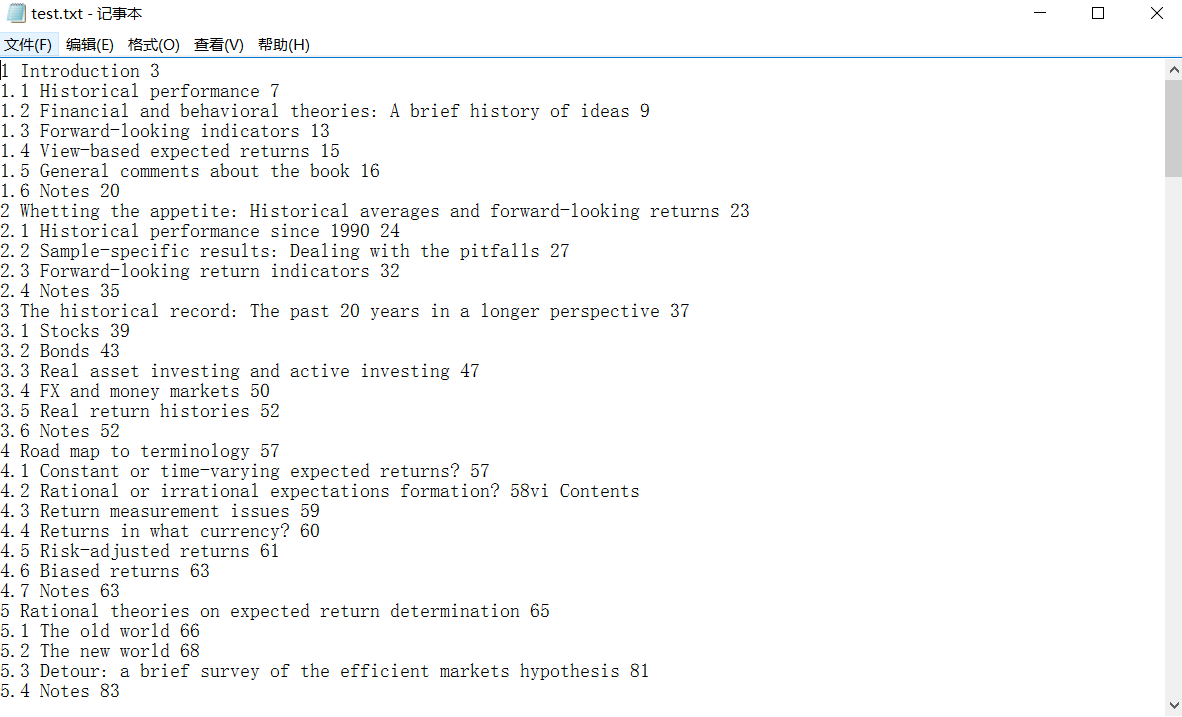 test.txt - 记事本
文件(F) 编辑(E) 格式(O) 查看(V) 帮助(H)
1 Introduction 3
1.1 Historical performance 7
1.2 Financial and behavioral theories: A brief history of ideas 9
1.3 Forward-looking indicators 13
1.4 View-based expected returns 15
1.5 General comments about the book 16
1.6 Notes 20
2 Whetting the appetite: Historical averages and forward-looking returns 23
2.1 Historical performance since 1990 24
2.2 Sample-specific results: Dealing with the pitfalls 27
2.3 Forward-looking return indicators 32
2.4 Notes 35
3 The historical record: The past 20 years in a longer perspective 37
3.1 Stocks 39
3.2 Bonds 43
3.3 Real asset investing and active investing 47
3.4 FX and money markets 50
3.5 Real return histories 52
3.6 Notes 52
4 Road map to terminology 57
4.1 Constant or time-varying expected returns? 57
4.2 Rational or irrational expectations formation? 58vi Contents
4.3 Return measurement issues 59
4.4 Returns in what currency? 60
4.5 Risk-adjusted returns 61
4.6 Biased returns 63
4.7 Notes 63
5 Rational theories on expected return determination 65
5.1 The old world 66
5.2 The new world 68
5.3 Detour: a brief survey of the efficient markets hypothesis 81
5.4 Notes 83